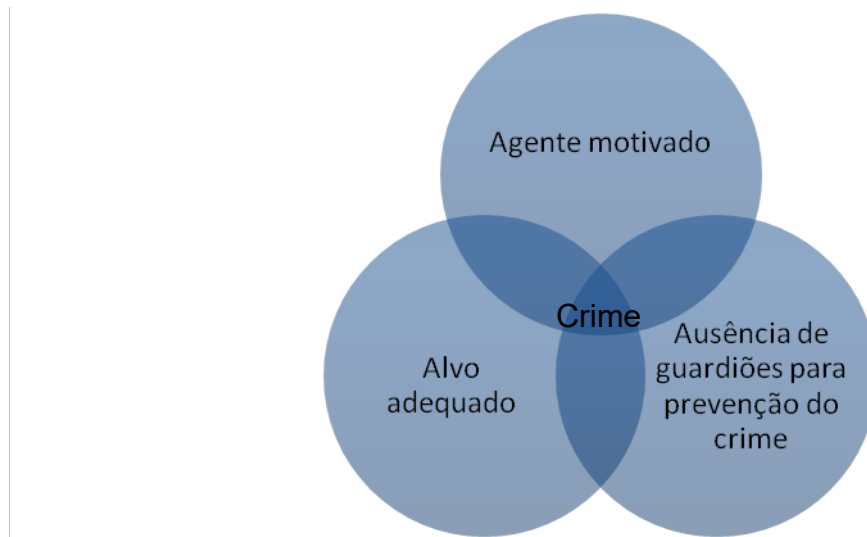 Agente motivado
Crime
Alvo
adequado
Ausência de
guardiões para
prevenção do
crime